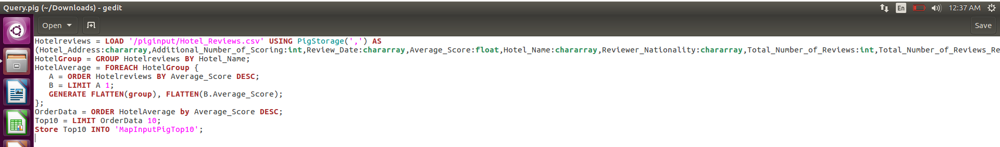 Query.pig (~/Downloads) - gedit
En
12:37 AM
Open
Save
Hotelreviews = LOAD '/piginput/Hotel_Reviews.csv' USING PigStorage(',') AS
(Hotel_Address:chararray,Additional_Number_of_Scoring:int,Review_Date:chararray,Average_Score:float,Hotel_Name:chararray,Reviewer_Nationality:chararray,Total_Number_of_Reviews:int,Total_Number_of_Reviews_Re
HotelGroup = GROUP Hotelreviews BY Hotel_Name;
HotelAverage = FOREACH HotelGroup {
   A = ORDER Hotelreviews BY Average_Score DESC;
   B = LIMIT A 1;
   GENERATE FLATTEN(group), FLATTEN(B.Average_Score);
};
OrderData = ORDER HotelAverage by Average_Score DESC;
Top10 = LIMIT OrderData 10;
Store Top10 INTO 'MapInputPigTop10';